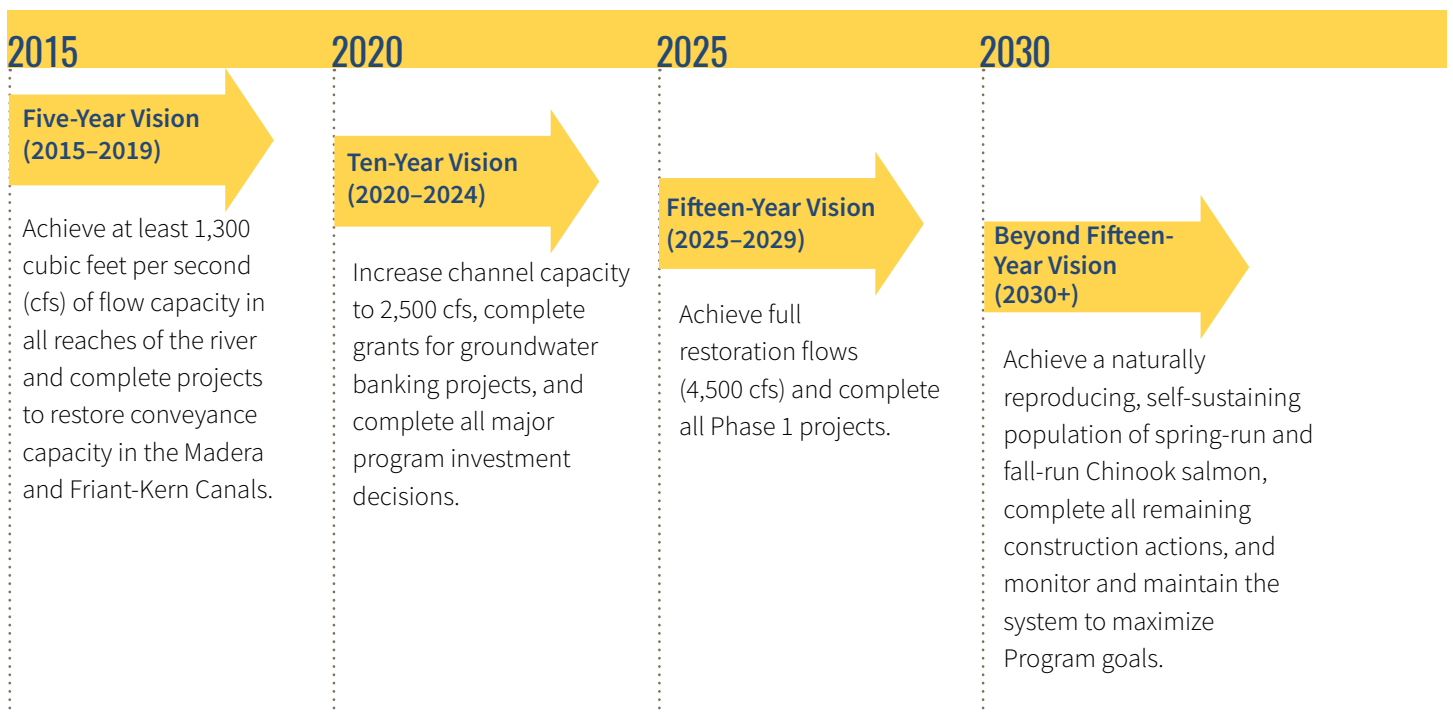 2015
2020
2025
2030
Five-Year Vision
(2015–2019)
Achieve at least 1,300
cubic feet per second
(cfs) of flow capacity in
all reaches of the river
and complete projects
to restore conveyance
capacity in the Madera
and Friant-Kern Canals.
Ten-Year Vision
(2020–2024)
Increase channel capacity
to 2,500 cfs, complete
grants for groundwater
banking projects, and
complete all major
program investment
decisions.
Fifteen-Year Vision
(2025–2029)
Achieve full
restoration flows
(4,500 cfs) and complete
all Phase 1 projects.
Beyond Fifteen-
Year Vision
(2030+)
Achieve a naturally
reproducing, self-sustaining
population of spring-run and
fall-run Chinook salmon,
complete all remaining
construction actions, and
monitor and maintain the
system to maximize
Program goals.